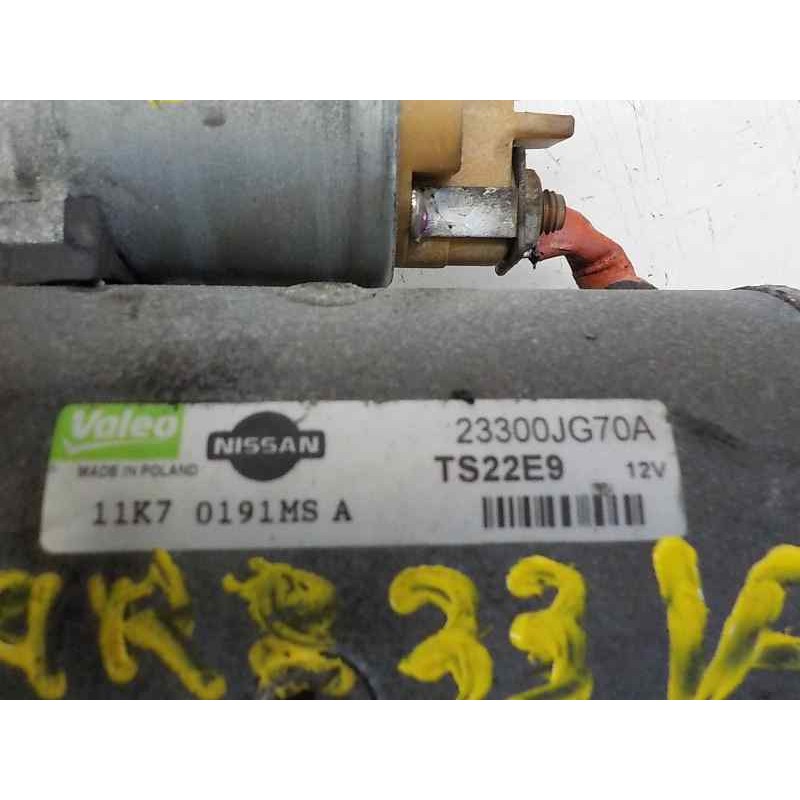 Valeo
NISSAN
23300JG70A
MADE IN POLAND
TS22E9 12V
11K7 0191MS A